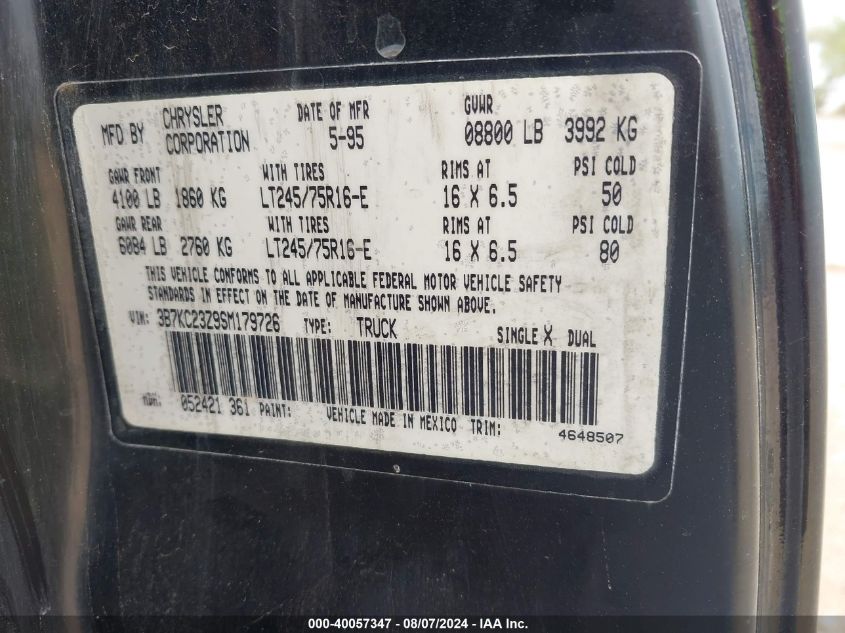 MFD BY CHRYSLER CORPORATION DATE OF MFR 5-95 GVWR 08800 LB 3992 KG
GAWR FRONT WITH TIRES RIMS AT PSI COLD
4100 LB 1860 KG LT245/75R16-E 16 X 6.5 50
GAWR REAR WITH TIRES RIMS AT PSI COLD
6084 LB 2760 KG LT245/75R16-E 16 X 6.5 80
THIS VEHICLE CONFORMS TO ALL APPLICABLE FEDERAL MOTOR VEHICLE SAFETY
STANDARDS IN EFFECT ON THE DATE OF MANUFACTURE SHOWN ABOVE.
VIN: 3B7KC23Z9SM179726 TYPE: TRUCK SINGLE X DUAL
MDH: 052421 361 PAINT: VEHICLE MADE IN MEXICO TRIM: 4648507
000-40057347 - 08/07/2024 - IAA Inc.